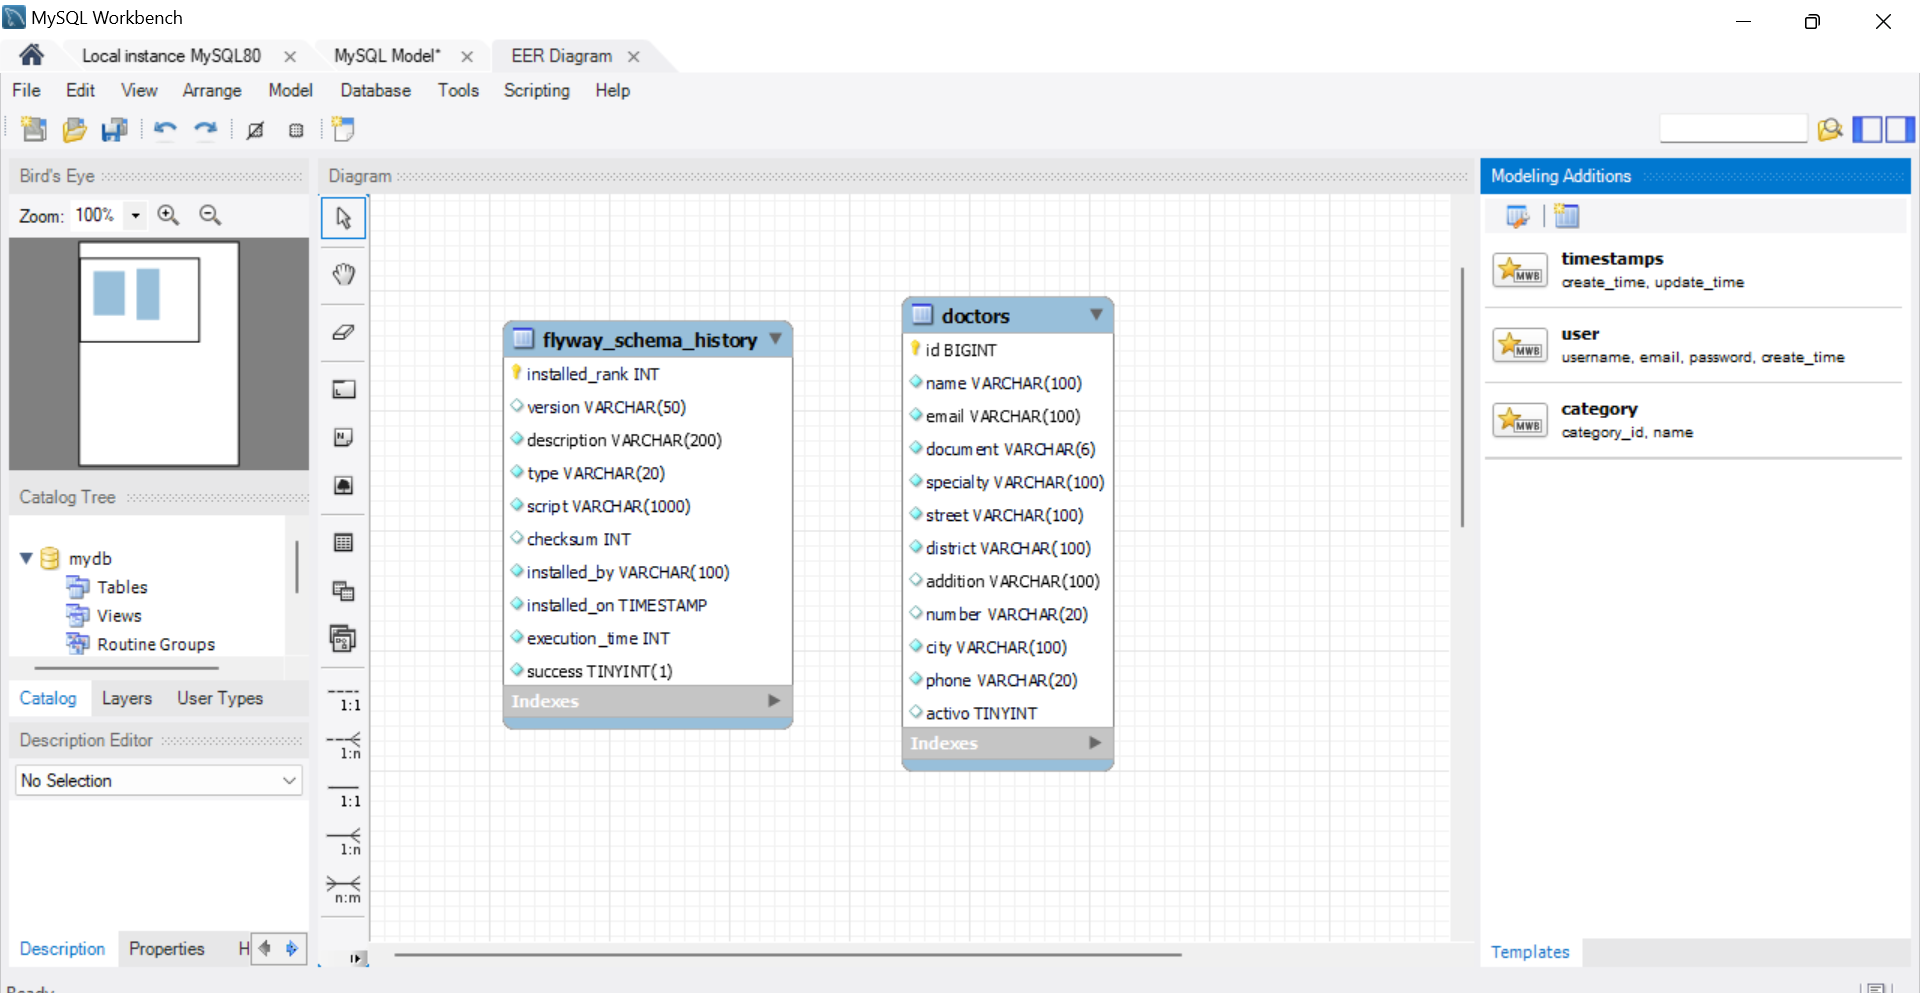 MySQL Workbench
Local instance MySQL80
MySQL Model*
EER Diagram
File Edit View Arrange Model Database Tools Scripting Help
Bird's Eye
Zoom: 100%
Catalog Tree
mydb
Tables
Views
Routine Groups
Catalog Layers User Types
Description Editor
No Selection
Description Properties H
Diagram
1:1
1:n
1:1
1:n
n:m
flyway_schema_history
installed_rank INT
version VARCHAR(50)
description VARCHAR(200)
type VARCHAR(20)
script VARCHAR(1000)
checksum INT
installed_by VARCHAR(100)
installed_on TIMESTAMP
execution_time INT
success TINYINT(1)
Indexes
doctors
id BIGINT
name VARCHAR(100)
email VARCHAR(100)
document VARCHAR(6)
specialty VARCHAR(100)
street VARCHAR(100)
district VARCHAR(100)
addition VARCHAR(100)
number VARCHAR(20)
city VARCHAR(100)
phone VARCHAR(20)
activo TINYINT
Indexes
Modeling Additions
MWB
timestamps
create_time, update_time
MWB
user
username, email, password, create_time
MWB
category
category_id, name
Templates
Ready